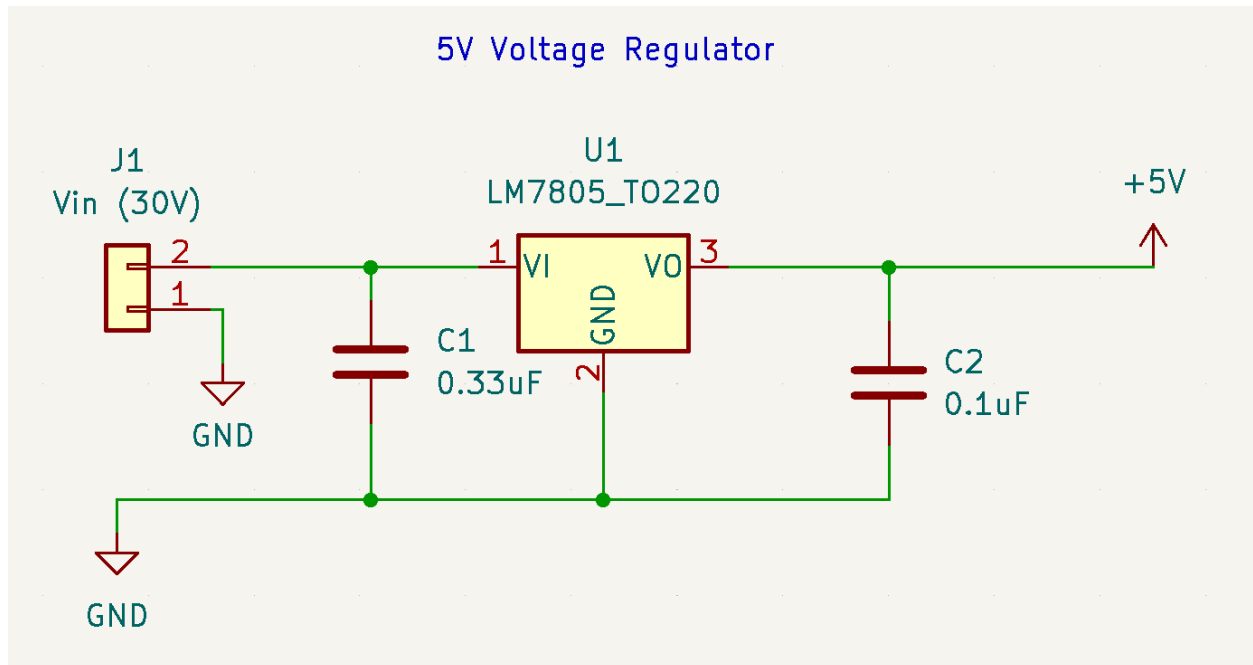 5V Voltage Regulator
J1
Vin (30V)
2
1
GND
GND
C1
0.33uF
U1
LM7805_TO220
1
VI
VO
3
GND
2
C2
0.1uF
+5V